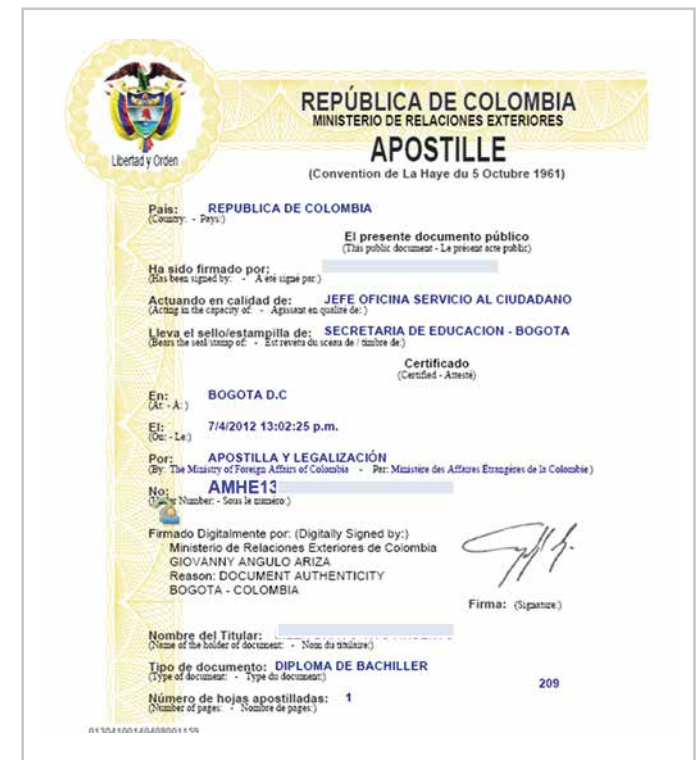 REPÚBLICA DE COLOMBIA
MINISTERIO DE RELACIONES EXTERIORES
APOSTILLE
(Convention de La Haye du 5 Octubre 1961)
Libertad y Orden
País: REPUBLICA DE COLOMBIA
(Country: - Pays:)
El presente documento público
(This public document - Le présent acte public)
Ha sido firmado por:
(Has been signed by: - A été signé par:)
Actuando en calidad de: JEFE OFICINA SERVICIO AL CIUDADANO
(Acting in the capacity of: - Agissant en qualité de: )
Lleva el sello/estampilla de: SECRETARIA DE EDUCACION - BOGOTA
(Bears the seal/stamp of: - Est revêtu du sceau de / timbre de:)
Certificado
(Certified - Attesté)
En: BOGOTA D.C
(At: - A: )
El: 7/4/2012 13:02:25 p.m.
(On: - Le:)
Por: APOSTILLA Y LEGALIZACIÓN
(By: The Ministry of Foreign Affairs of Colombia - Par: Ministère des Affaires Étrangères de la Colombie )
No: AMHE13
Number: - Sous le numéro:)
Firmado Digitalmente por: (Digitally Signed by:)
Ministerio de Relaciones Exteriores de Colombia
GIOVANNY ANGULO ARIZA
Reason: DOCUMENT AUTHENTICITY
BOGOTA - COLOMBIA
Firma: (Signature:)
Nombre del Titular:
(Name of the holder of document: - Nom du titulaire:)
Tipo de documento: DIPLOMA DE BACHILLER
(Type of document: - Type du document:)
209
Número de hojas apostilladas: 1
(Number of pages: - Nombre de pages:)